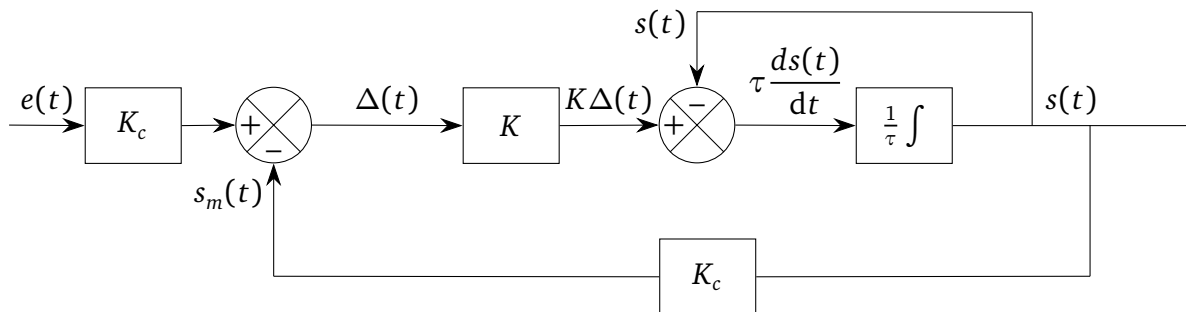 s(t)
e(t)
K_c
+
−
Δ(t)
K
KΔ(t)
+
−
τ ds(t)/dt
1/τ ∫
s(t)
s_m(t)
K_c